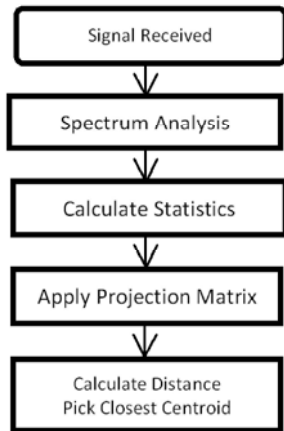 Signal Received
Spectrum Analysis
Calculate Statistics
Apply Projection Matrix
Calculate Distance
Pick Closest Centroid